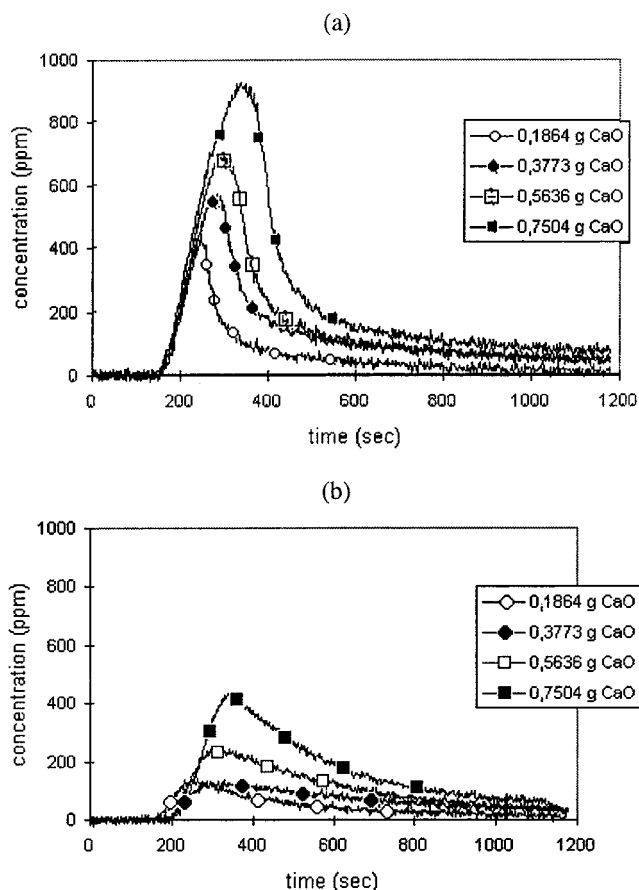 (a)
1000
800
600
400
200
0
concentration (ppm)
0 200 400 600 800 1000 1200
time (sec)
0,1864 g CaO
0,3773 g CaO
0,5636 g CaO
0,7504 g CaO
(b)
1000
800
600
400
200
0
concentration (ppm)
0 200 400 600 800 1000 1200
time (sec)
0,1864 g CaO
0,3773 g CaO
0,5636 g CaO
0,7504 g CaO